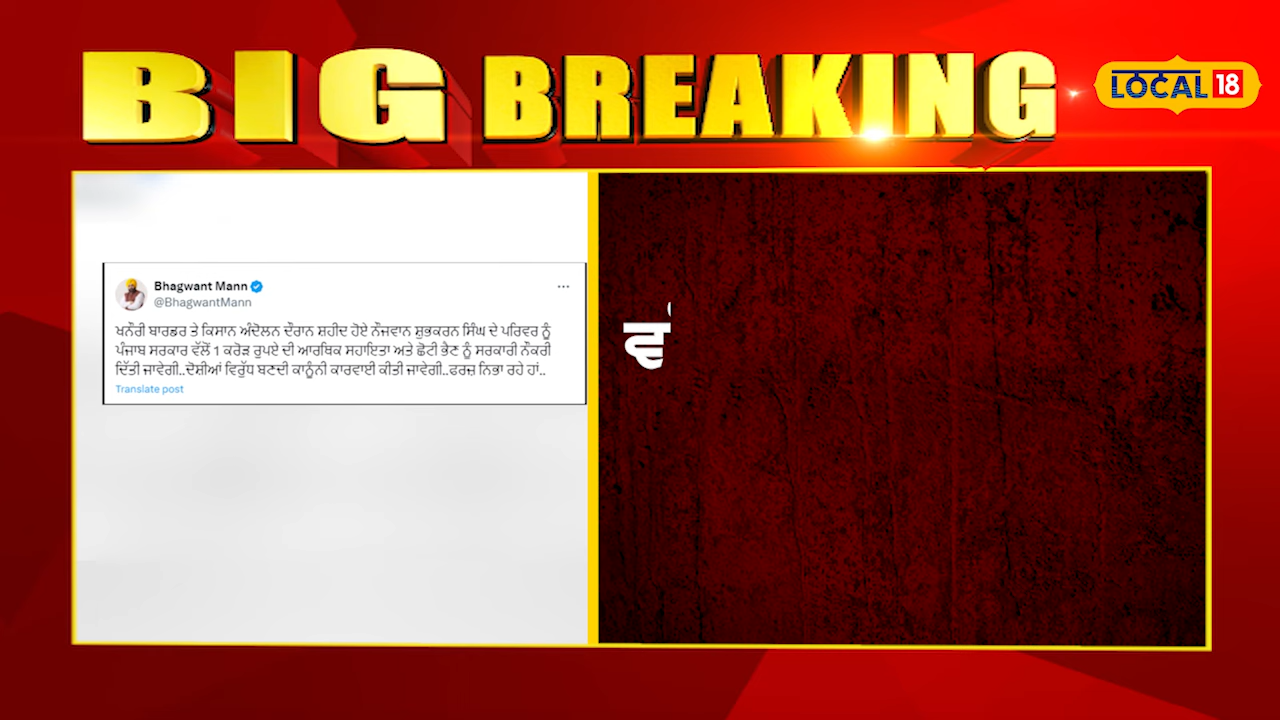 BIG BREAKING
LOCAL 18
Bhagwant Mann
@BhagwantMann
ਖਨੌਰੀ ਬਾਰਡਰ ਤੇ ਕਿਸਾਨ ਅੰਦੋਲਨ ਦੌਰਾਨ ਸ਼ਹੀਦ ਹੋਏ ਨੌਜਵਾਨ ਸ਼ੁਭਕਰਨ ਸਿੰਘ ਦੇ ਪਰਿਵਰ ਨੂੰ
ਪੰਜਾਬ ਸਰਕਾਰ ਵੱਲੋਂ 1 ਕਰੋੜ ਰੁਪਏ ਦੀ ਆਰਥਿਕ ਸਹਾਇਤਾ ਅਤੇ ਛੋਟੀ ਭੈਣ ਨੂੰ ਸਰਕਾਰੀ ਨੌਕਰੀ
ਦਿੱਤੀ ਜਾਵੇਗੀ..ਦੋਸ਼ੀਆਂ ਵਿਰੁੱਧ ਬਣਦੀ ਕਾਨੂੰਨੀ ਕਾਰਵਾਈ ਕੀਤੀ ਜਾਵੇਗੀ..ਫਰਜ਼ ਨਿਭਾ ਰਹੇ ਹਾਂ..
Translate post